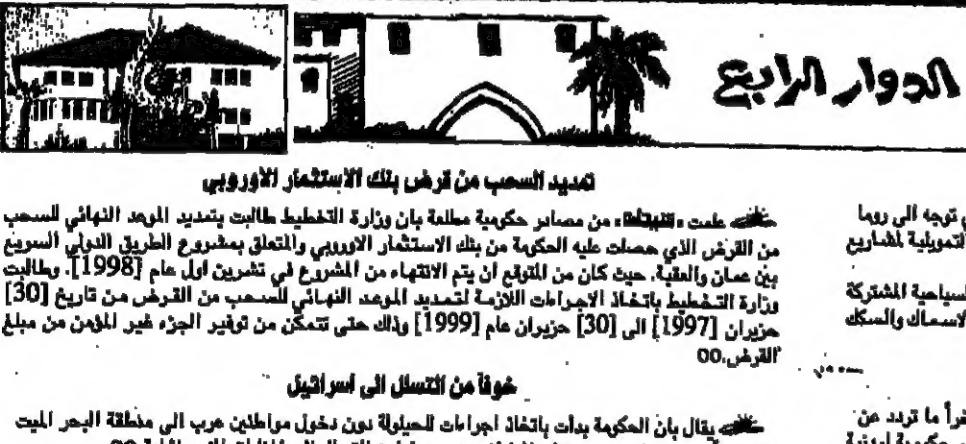 الدوار الرابع
تمديد السحب من قرض بنك الاستثمار الاوروبي
علمت من مصادر حكومية مطلعة بان وزارة التخطيط طالبت بتمديد الموعد النهائي للسحب
من القرض الذي حصلت عليه الحكومة من بنك الاستثمار الاوروبي والمتعلق بمشروع الطريق الدولي السريع
بين عمان والعقبة. حيث كان من المتوقع ان يتم الانتهاء من المشروع في تشرين اول عام [1998]. وطالبت
وزارة التخطيط باتخاذ الاجراءات اللازمة لتمديد الموعد النهائي للسحب من القرض من تاريخ [30]
حزيران [1997] الى [30] حزيران عام [1999] وذلك حتى تتمكن من توفير الجزء غير المؤمن من مبلغ
القرض.oo
خوفاً من التسلل الى اسرائيل
يقال بان الحكومة بدأت باتخاذ اجراءات للحيلولة دون دخول مواطنين عرب الى منطقة البحر الميت
توجه الى روما
التمويلية لمشاريع
لسياحية المشتركة
لاسماك والسكك
ما تردد عن